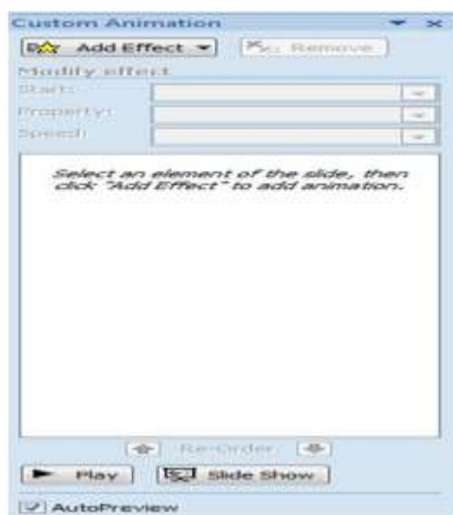 Custom Animation
Add Effect Remove
Modify effect
Start:
Property:
Speed:
Select an element of the slide, then
click "Add Effect" to add animation.
Re-Order
Play Slide Show
AutoPreview